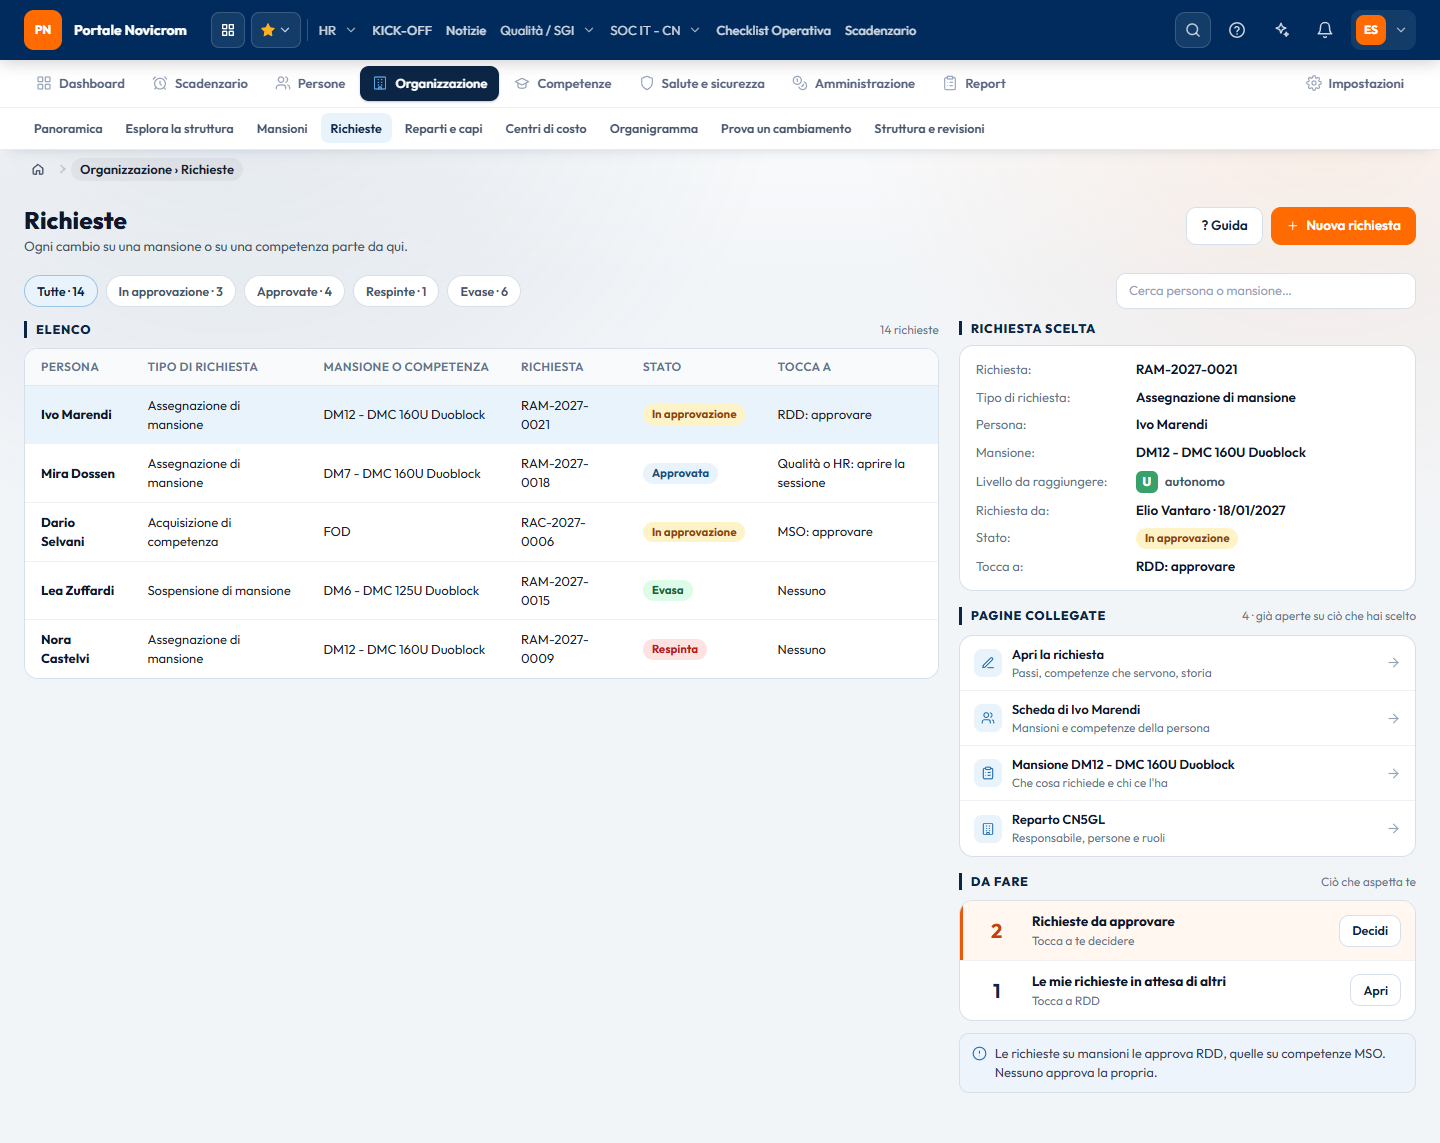 PN Portale Novicrom HR KICK-OFF Notizie Qualità / SGI SOC IT - CN Checklist Operativa Scadenzario ES
Dashboard Scadenzario Persone Organizzazione Competenze Salute e sicurezza Amministrazione Report Impostazioni
Panoramica Esplora la struttura Mansioni Richieste Reparti e capi Centri di costo Organigramma Prova un cambiamento Struttura e revisioni
Organizzazione › Richieste
Richieste
Ogni cambio su una mansione o su una competenza parte da qui.
? Guida
+ Nuova richiesta
Tutte · 14 In approvazione · 3 Approvate · 4 Respinte · 1 Evase · 6
Cerca persona o mansione...
ELENCO
14 richieste
PERSONA TIPO DI RICHIESTA MANSIONE O COMPETENZA RICHIESTA STATO TOCCA A
Ivo Marendi Assegnazione di mansione DM12 - DMC 160U Duoblock RAM-2027-0021 In approvazione RDD: approvare
Mira Dossen Assegnazione di mansione DM7 - DMC 160U Duoblock RAM-2027-0018 Approvata Qualità o HR: aprire la sessione
Dario Selvani Acquisizione di competenza FOD RAC-2027-0006 In approvazione MSO: approvare
Lea Zuffardi Sospensione di mansione DM6 - DMC 125U Duoblock RAM-2027-0015 Evasa Nessuno
Nora Castelvi Assegnazione di mansione DM12 - DMC 160U Duoblock RAM-2027-0009 Respinta Nessuno
RICHIESTA SCELTA
Richiesta: RAM-2027-0021
Tipo di richiesta: Assegnazione di mansione
Persona: Ivo Marendi
Mansione: DM12 - DMC 160U Duoblock
Livello da raggiungere: U autonomo
Richiesta da: Elio Vantaro · 18/01/2027
Stato: In approvazione
Tocca a: RDD: approvare
PAGINE COLLEGATE
4 · già aperte su ciò che hai scelto
Apri la richiesta
Passi, competenze che servono, storia
Scheda di Ivo Marendi
Mansioni e competenze della persona
Mansione DM12 - DMC 160U Duoblock
Che cosa richiede e chi ce l'ha
Reparto CN5GL
Responsabile, persone e ruoli
DA FARE
Ciò che aspetta te
2 Richieste da approvare
Tocca a te decidere
Decidi
1 Le mie richieste in attesa di altri
Tocca a RDD
Apri
Le richieste su mansioni le approva RDD, quelle su competenze MSO.
Nessuno approva la propria.